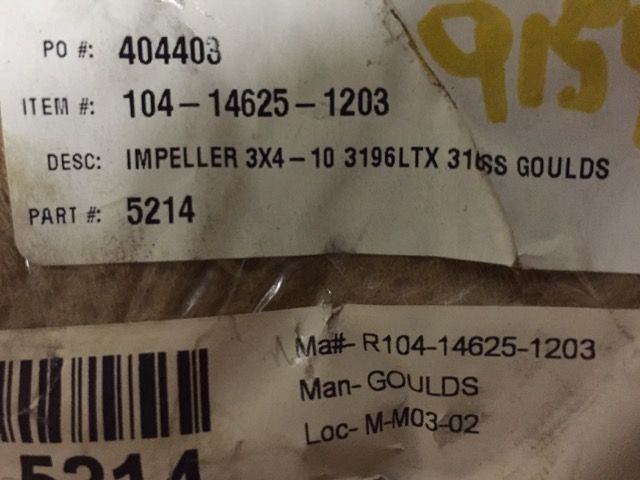 PO #: 404403
ITEM #: 104-14625-1203
DESC: IMPELLER 3X4-10 3196LTX 316SS GOULDS
PART #: 5214
Ma#- R104-14625-1203
Man- GOULDS
Loc- M-M03-02
5214